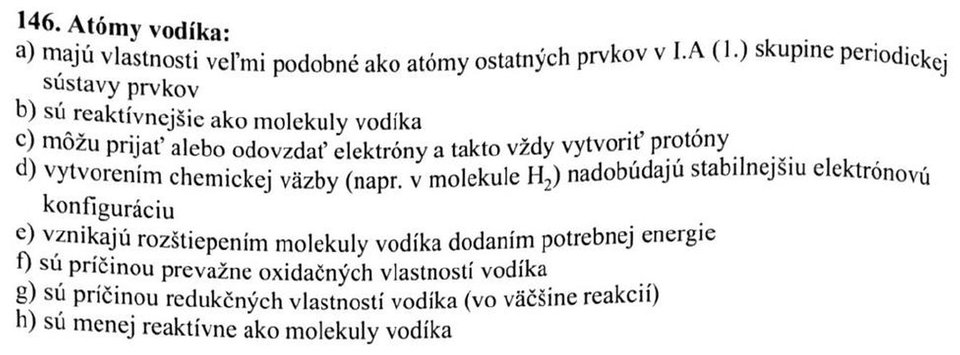 146. Atómy vodíka:
a) majú vlastnosti veľmi podobné ako atómy ostatných prvkov v I.A (1.) skupine periodickej
sústavy prvkov
b) sú reaktívnejšie ako molekuly vodíka
c) môžu prijať alebo odovzdať elektróny a takto vždy vytvoriť protóny
d) vytvorením chemickej väzby (napr. v molekule H₂) nadobúdajú stabilnejšiu elektrónovú
konfiguráciu
e) vznikajú rozštiepením molekuly vodíka dodaním potrebnej energie
f) sú príčinou prevažne oxidačných vlastností vodíka
g) sú príčinou redukčných vlastností vodíka (vo väčšine reakcií)
h) sú menej reaktívne ako molekuly vodíka